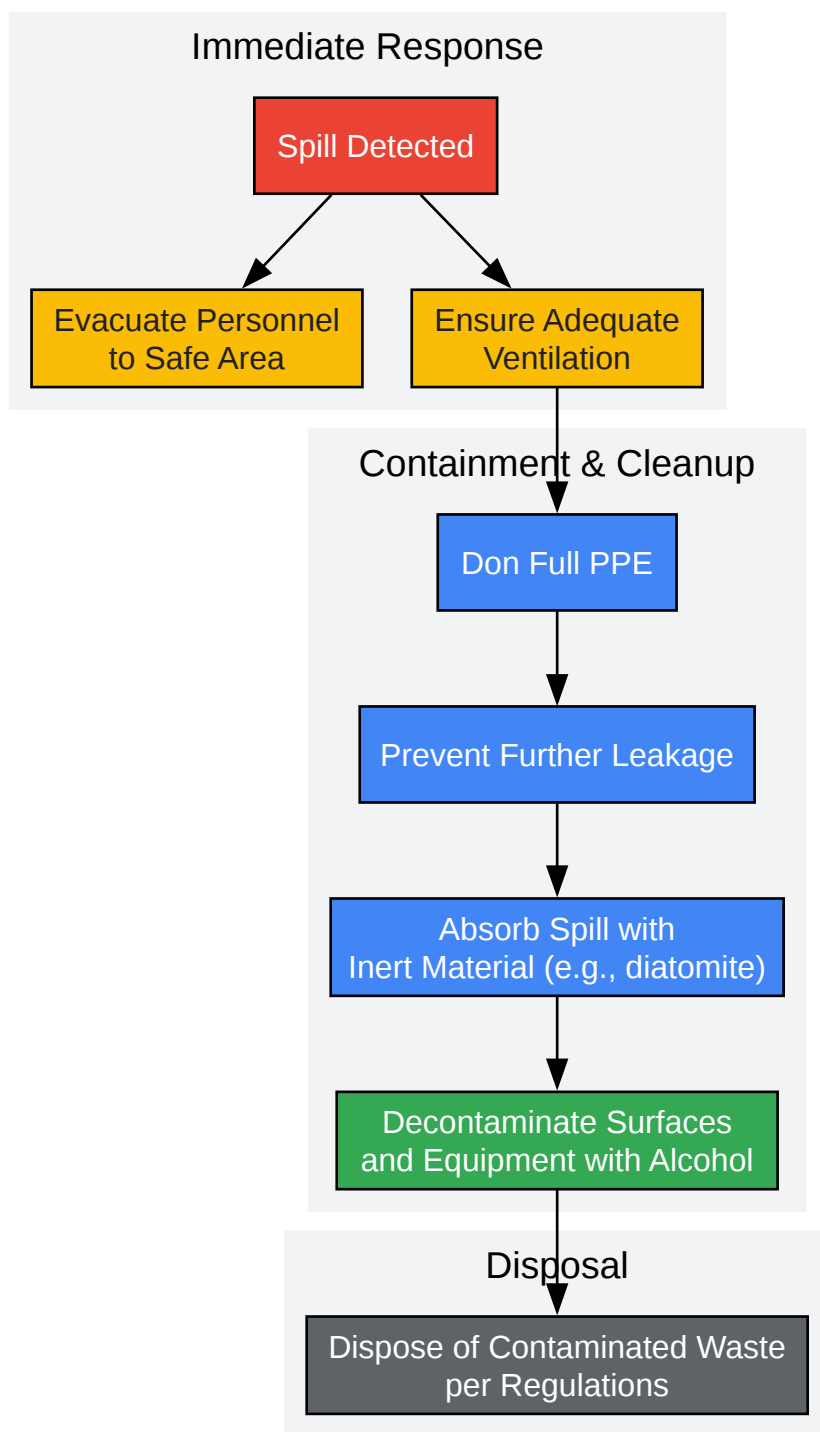 Immediate Response
Spill Detected
Evacuate Personnel
to Safe Area
Ensure Adequate
Ventilation
Containment & Cleanup
Don Full PPE
Prevent Further Leakage
Absorb Spill with
Inert Material (e.g., diatomite)
Decontaminate Surfaces
and Equipment with Alcohol
Disposal
Dispose of Contaminated Waste
per Regulations